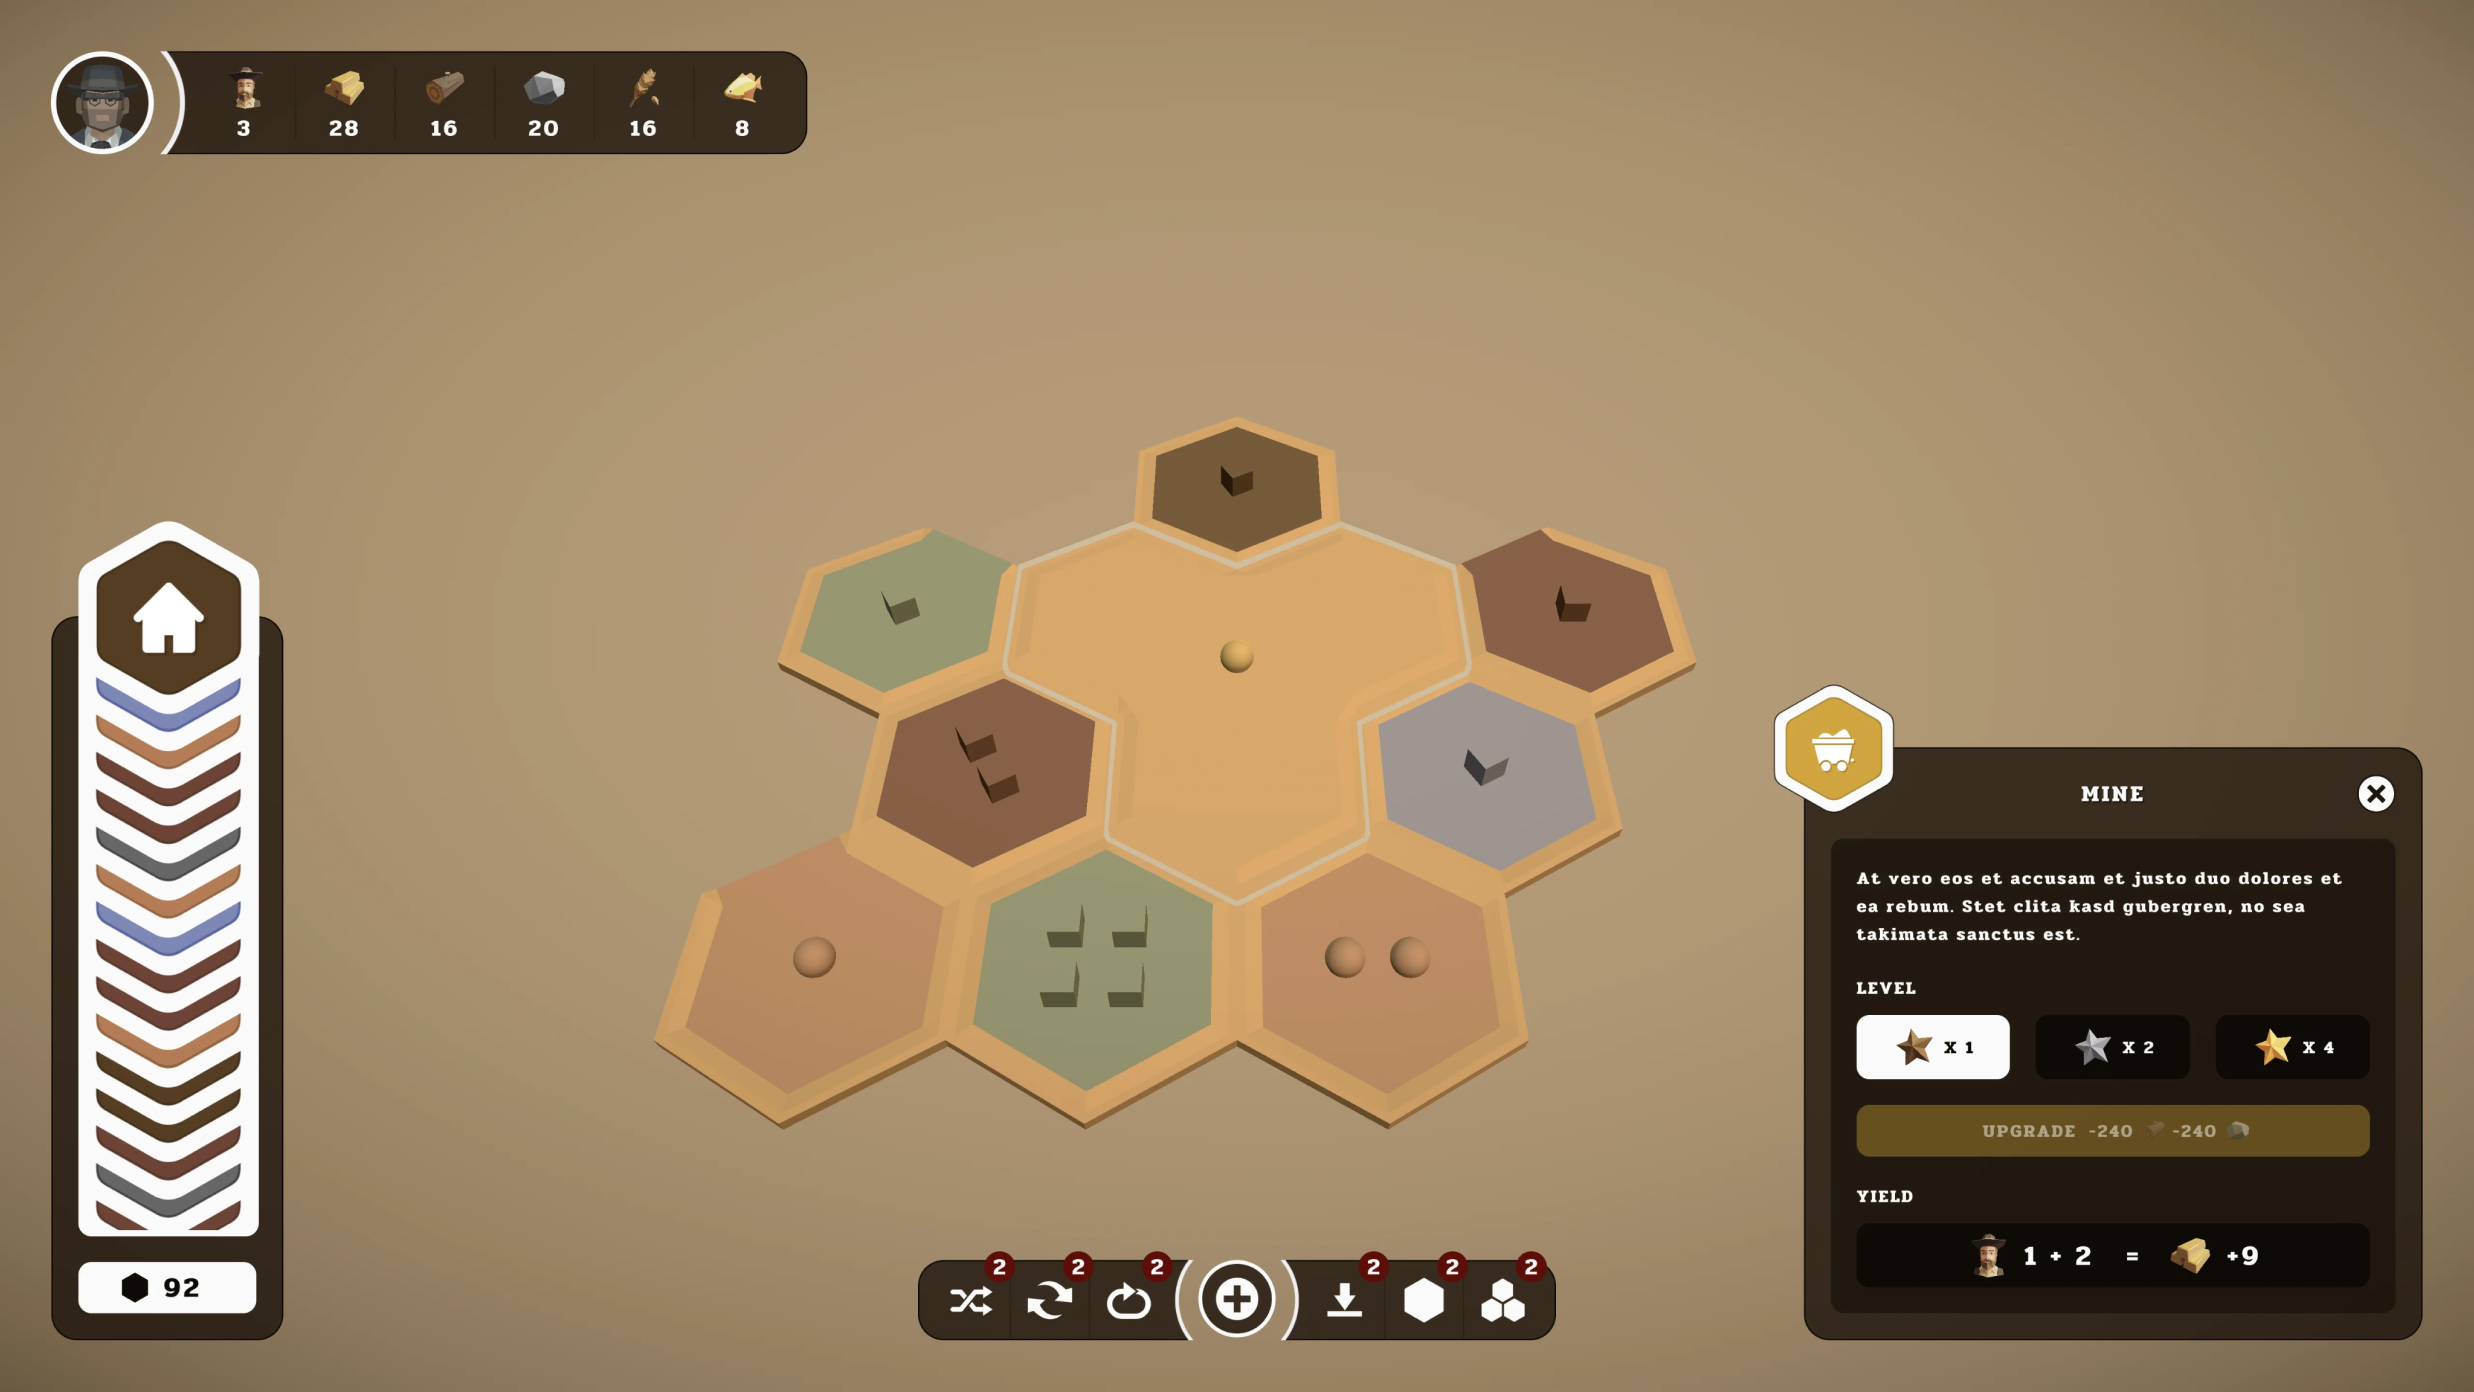 3 28 16 20 16 8
MINE
At vero eos et accusam et justo duo dolores et
ea rebum. Stet clita kasd gubergren, no sea
takimata sanctus est.
LEVEL
X 1 X 2 X 4
UPGRADE -240 -240
YIELD
1 + 2 = +9
2 2 2 2 2 2
92